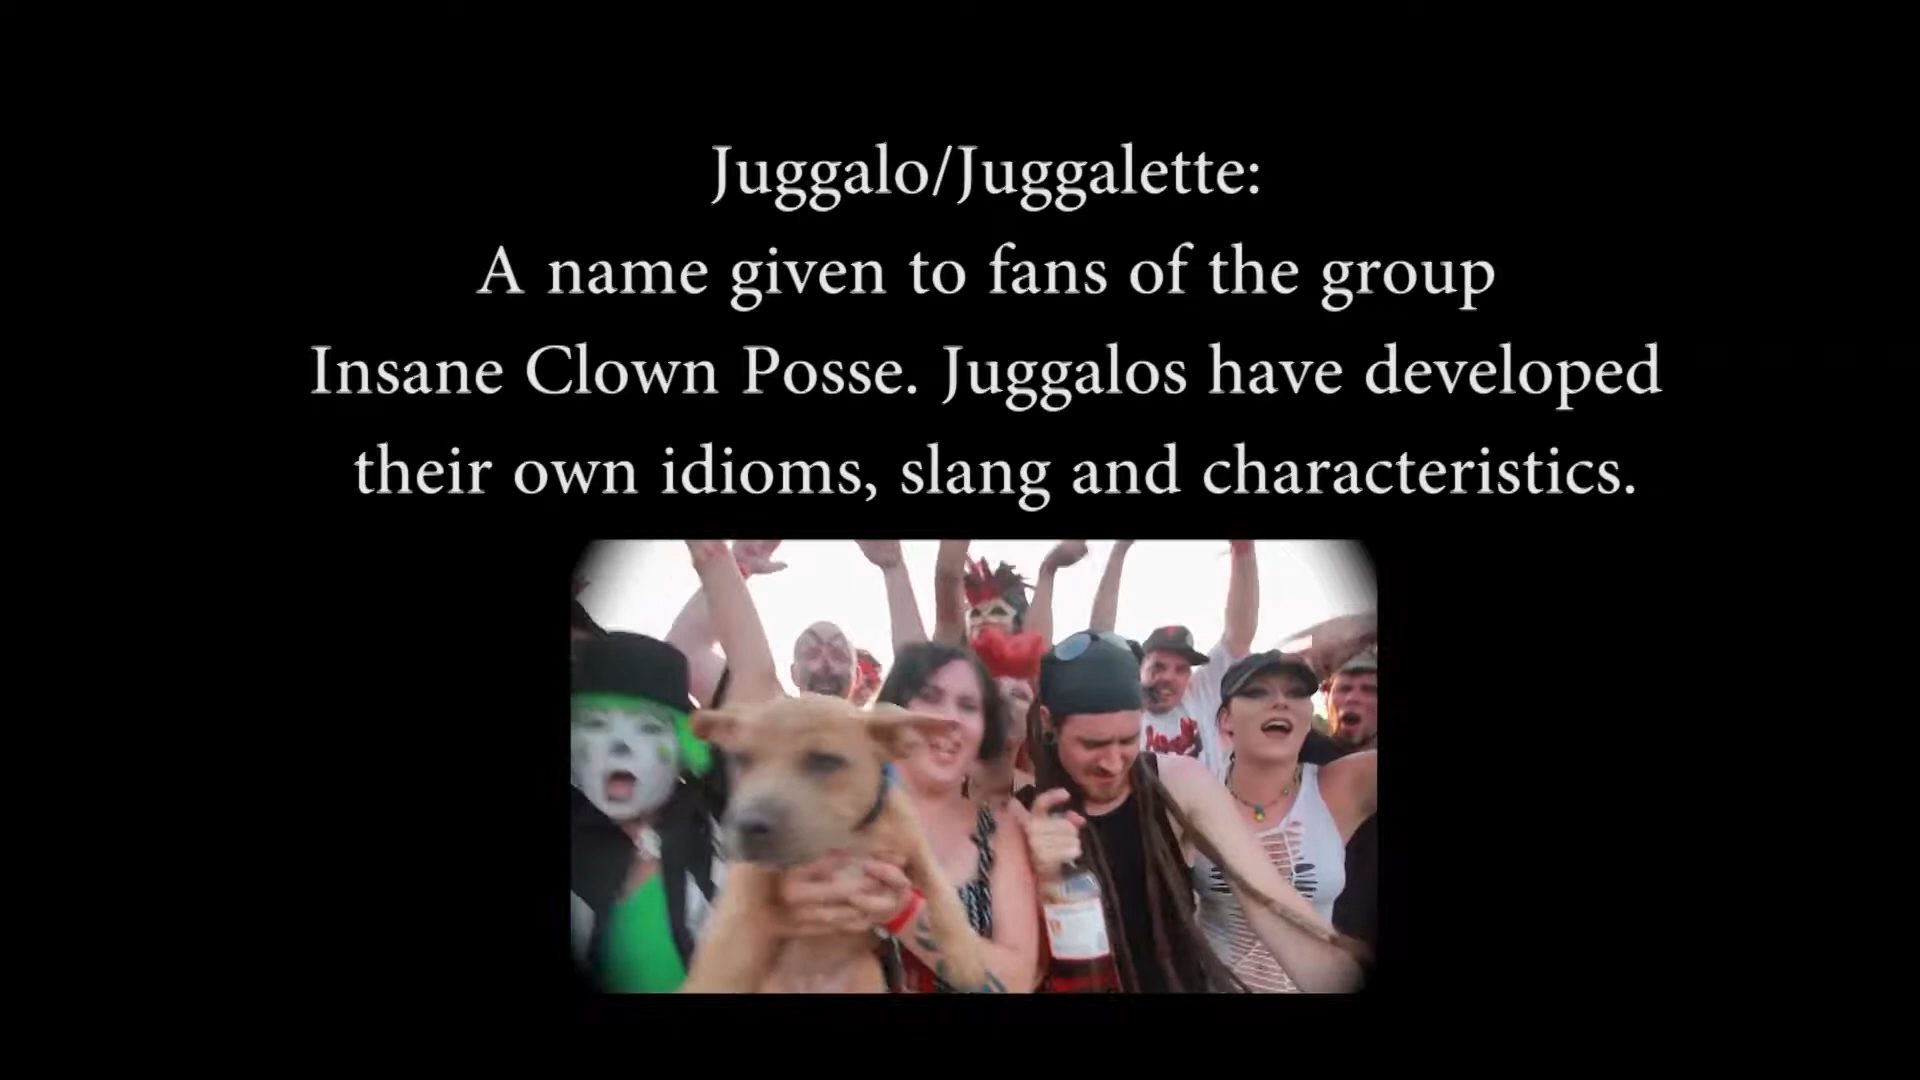 Juggalo/Juggalette:
A name given to fans of the group
Insane Clown Posse. Juggalos have developed
their own idioms, slang and characteristics.